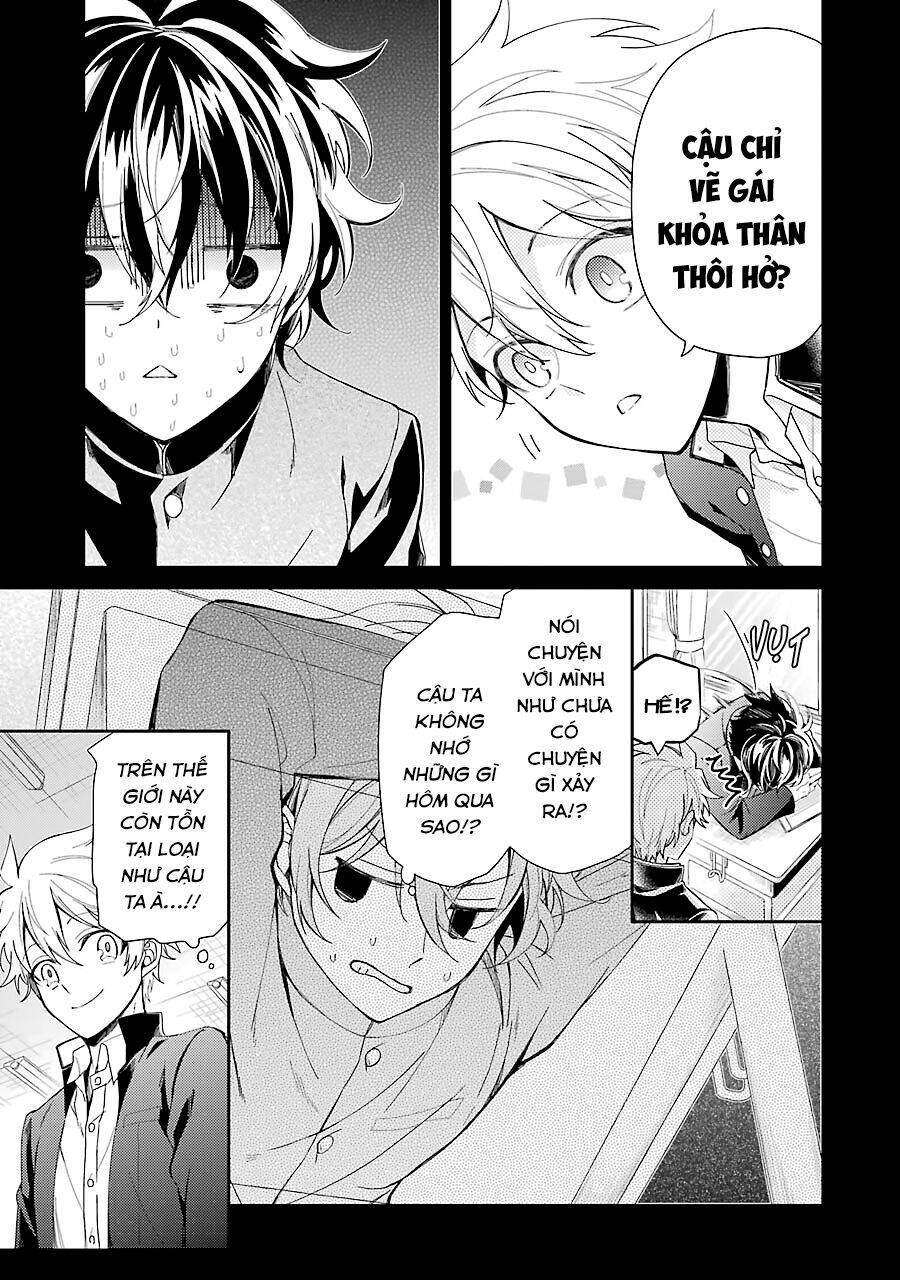 CẬU CHỈ
VẼ GÁI
KHỎA THÂN
THÔI HỞ?
VỤT
HẾ!?
NÓI
CHUYỆN
VỚI MÌNH
NHƯ CHƯA
CÓ
CHUYỆN
GÌ XẢY
RA!?
CẬU TA
KHÔNG
NHỚ
NHỮNG GÌ
HÔM QUA
SAO!?
TRÊN THẾ
GIỚI NÀY
CÒN TỒN
TẠI LOẠI
NHƯ CẬU
TA À...!!